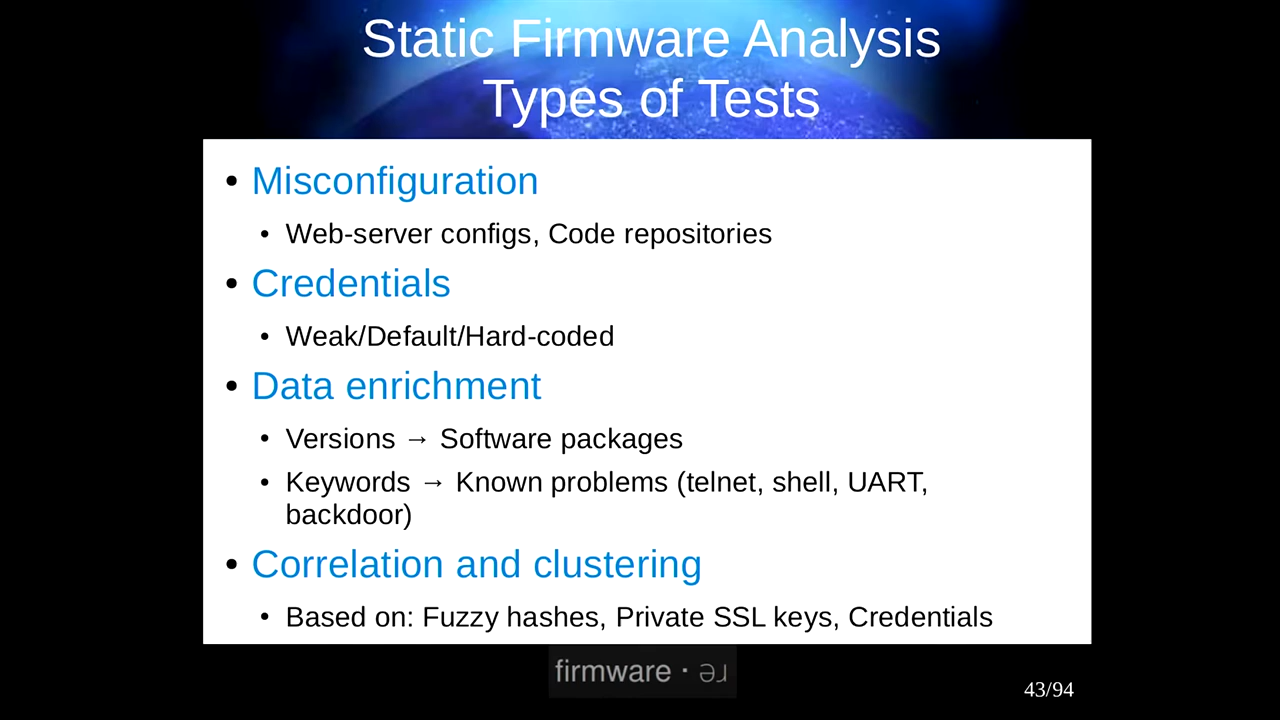 Static Firmware Analysis
Types of Tests
• Misconfiguration
• Web-server configs, Code repositories
• Credentials
• Weak/Default/Hard-coded
• Data enrichment
• Versions → Software packages
• Keywords → Known problems (telnet, shell, UART,
backdoor)
• Correlation and clustering
• Based on: Fuzzy hashes, Private SSL keys, Credentials
firmware ·
43/94